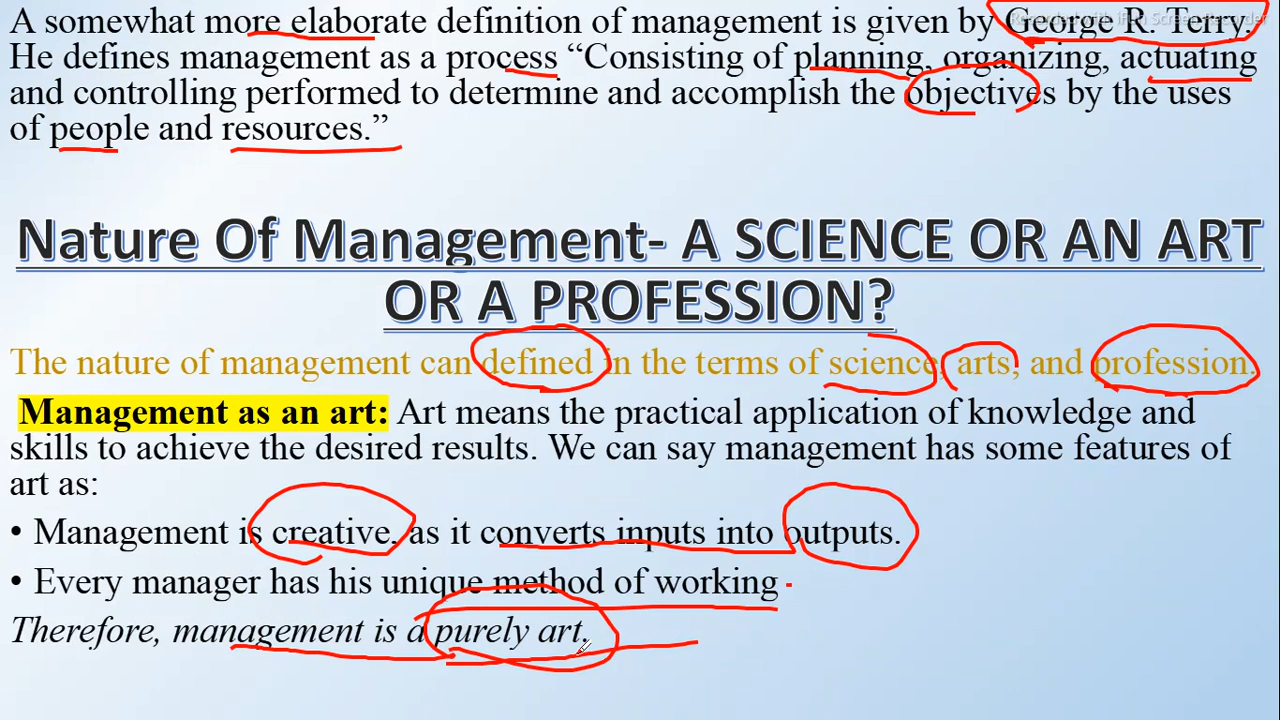 A somewhat more elaborate definition of management is given by George R. Terry.
Recorded with iFun Screen Recorder
He defines management as a process “Consisting of planning, organizing, actuating
and controlling performed to determine and accomplish the objectives by the uses
of people and resources.”
Nature Of Management- A SCIENCE OR AN ART
OR A PROFESSION?
The nature of management can defined in the terms of science, arts, and profession.
Management as an art: Art means the practical application of knowledge and
skills to achieve the desired results. We can say management has some features of
art as:
• Management is creative, as it converts inputs into outputs.
• Every manager has his unique method of working
Therefore, management is a purely art.